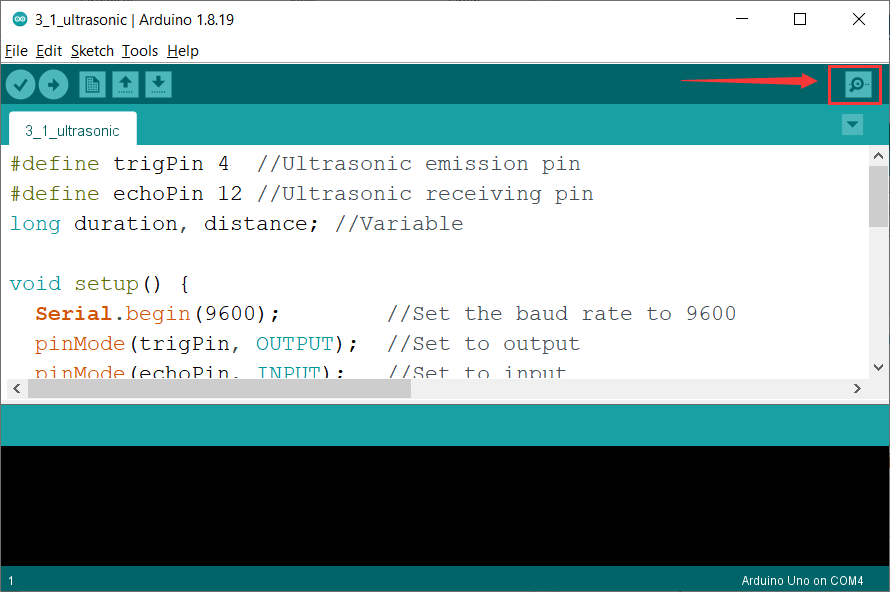 3_1_ultrasonic | Arduino 1.8.19
File Edit Sketch Tools Help
3_1_ultrasonic
#define trigPin 4  //Ultrasonic emission pin
#define echoPin 12 //Ultrasonic receiving pin
long duration, distance; //Variable
void setup() {
  Serial.begin(9600);        //Set the baud rate to 9600
  pinMode(trigPin, OUTPUT);  //Set to output
  pinMode(echoPin, INPUT);   //Set to input
1
Arduino Uno on COM4